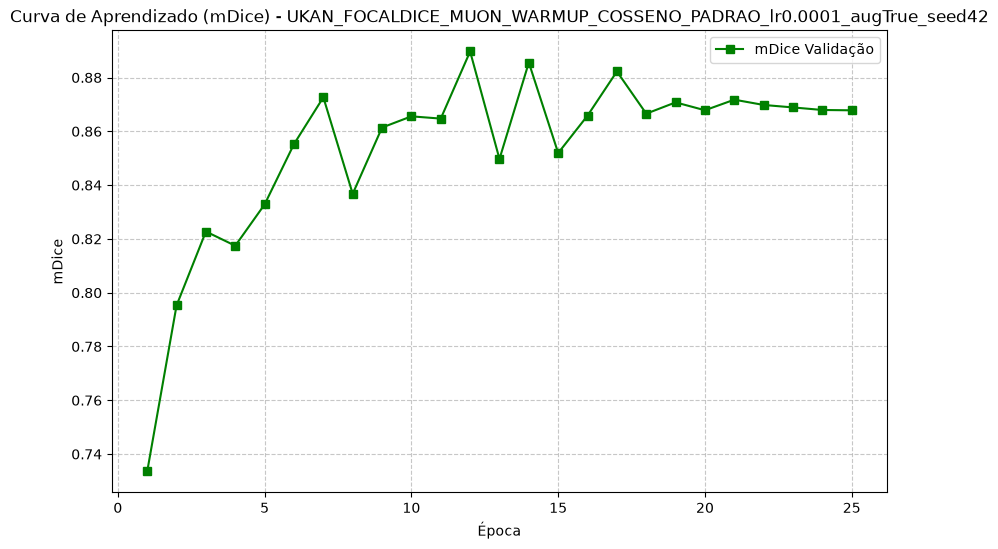 Curva de Aprendizado (mDice) - UKAN_FOCALDICE_MUON_WARMUP_COSSENO_PADRAO_lr0.0001_augTrue_seed42
mDice Validação
0.88
0.86
0.84
0.82
0.80
0.78
0.76
0.74
mDice
0 5 10 15 20 25
Época